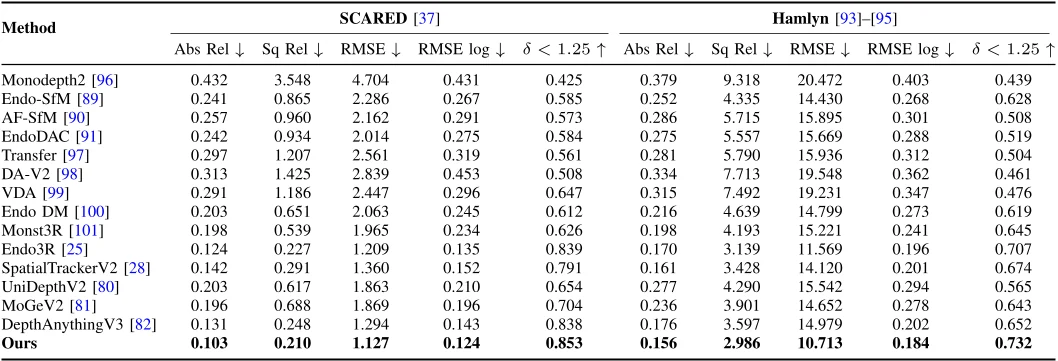 Method SCARED [37] Hamlyn [93]–[95]
Abs Rel ↓ Sq Rel ↓ RMSE ↓ RMSE log ↓ δ < 1.25 ↑ Abs Rel ↓ Sq Rel ↓ RMSE ↓ RMSE log ↓ δ < 1.25 ↑
Monodepth2 [96] 0.432 3.548 4.704 0.431 0.425 0.379 9.318 20.472 0.403 0.439
Endo-SfM [89] 0.241 0.865 2.286 0.267 0.585 0.252 4.335 14.430 0.268 0.628
AF-SfM [90] 0.257 0.960 2.162 0.291 0.573 0.286 5.715 15.895 0.301 0.508
EndoDAC [91] 0.242 0.934 2.014 0.275 0.584 0.275 5.557 15.669 0.288 0.519
Transfer [97] 0.297 1.207 2.561 0.319 0.561 0.281 5.790 15.936 0.312 0.504
DA-V2 [98] 0.313 1.425 2.839 0.453 0.508 0.334 7.713 19.548 0.362 0.461
VDA [99] 0.291 1.186 2.447 0.296 0.647 0.315 7.492 19.231 0.347 0.476
Endo DM [100] 0.203 0.651 2.063 0.245 0.612 0.216 4.639 14.799 0.273 0.619
Monst3R [101] 0.198 0.539 1.965 0.234 0.626 0.198 4.193 15.221 0.241 0.645
Endo3R [25] 0.124 0.227 1.209 0.135 0.839 0.170 3.139 11.569 0.196 0.707
SpatialTrackerV2 [28] 0.142 0.291 1.360 0.152 0.791 0.161 3.428 14.120 0.201 0.674
UniDepthV2 [80] 0.203 0.617 1.863 0.210 0.654 0.277 4.290 15.542 0.294 0.565
MoGeV2 [81] 0.196 0.688 1.869 0.196 0.704 0.236 3.901 14.652 0.278 0.643
DepthAnythingV3 [82] 0.131 0.248 1.294 0.143 0.838 0.176 3.597 14.979 0.202 0.652
Ours 0.103 0.210 1.127 0.124 0.853 0.156 2.986 10.713 0.184 0.732